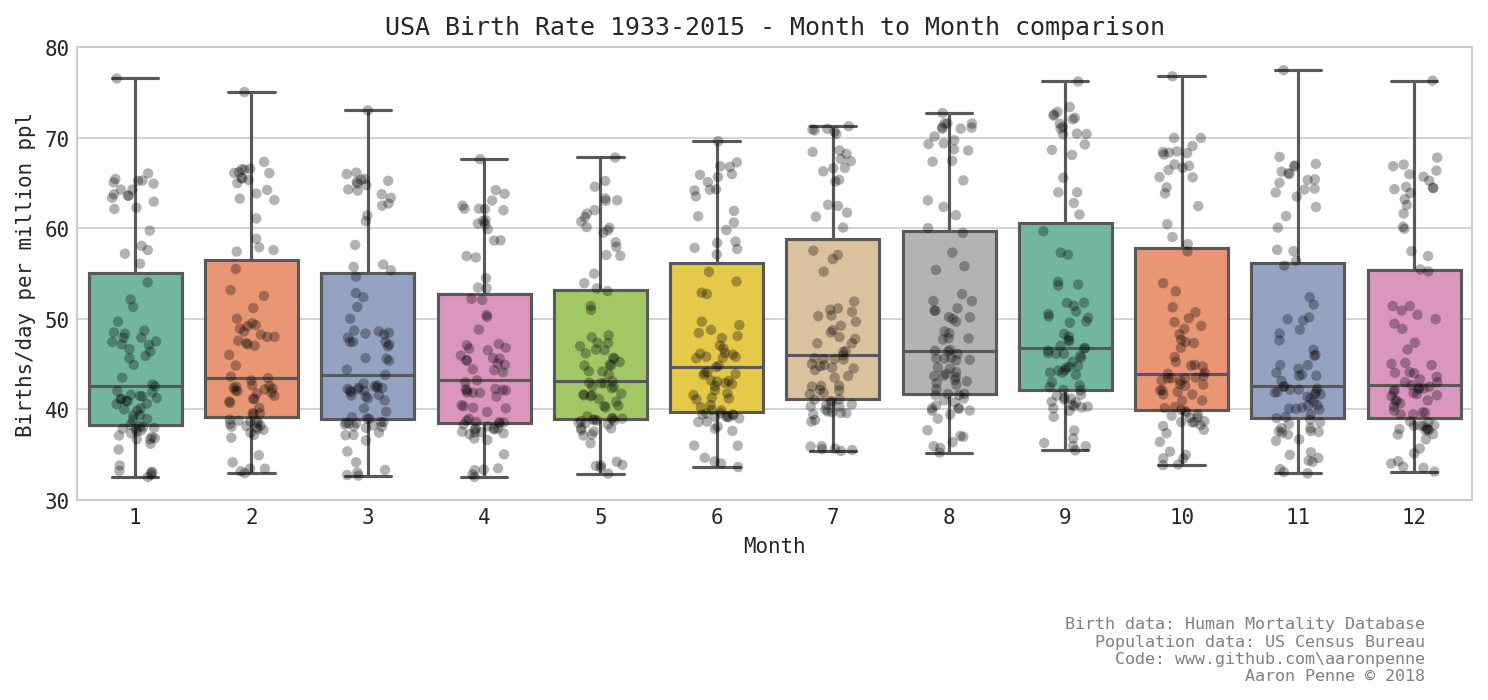 USA Birth Rate 1933-2015 - Month to Month comparison
Births/day per million ppl
80
70
60
50
40
30
1 2 3 4 5 6 7 8 9 10 11 12
Month
Birth data: Human Mortality Database
Population data: US Census Bureau
Code: www.github.com\aaronpenne
Aaron Penne © 2018